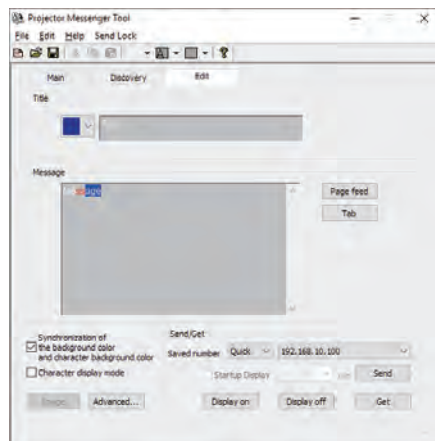 Projector Messenger Tool
File Edit Help Send Lock
Main Discovery Edit
Title
Message
Page feed
Tab
Synchronization of
the background color
and character background color
Character display mode
Send/Get
Saved number Quick 192.168.10.100
Startup Display Send
Advanced... Display on Display off Get